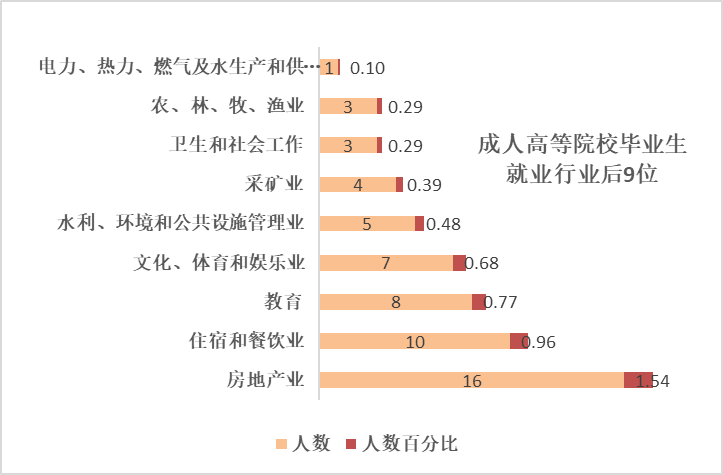 电力、热力、燃气及水生产和供… 1 0.10
农、林、牧、渔业 3 0.29
卫生和社会工作 3 0.29
成人高等院校毕业生
就业行业后9位
采矿业 4 0.39
水利、环境和公共设施管理业 5 0.48
文化、体育和娱乐业 7 0.68
教育 8 0.77
住宿和餐饮业 10 0.96
房地产业 16 1.54
人数 人数百分比